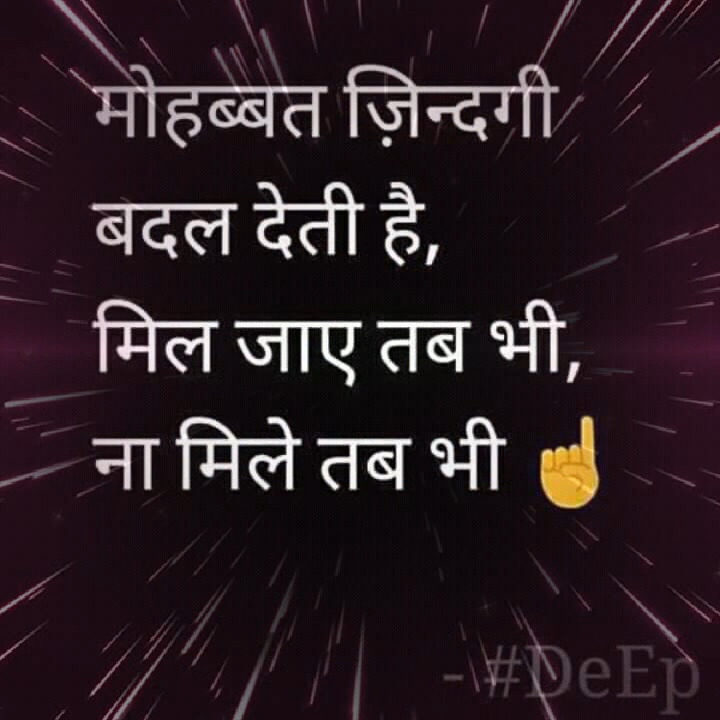 मोहब्बत ज़िन्दगी
बदल देती है,
मिल जाए तब भी,
ना मिले तब भी ☝
- #DeEp